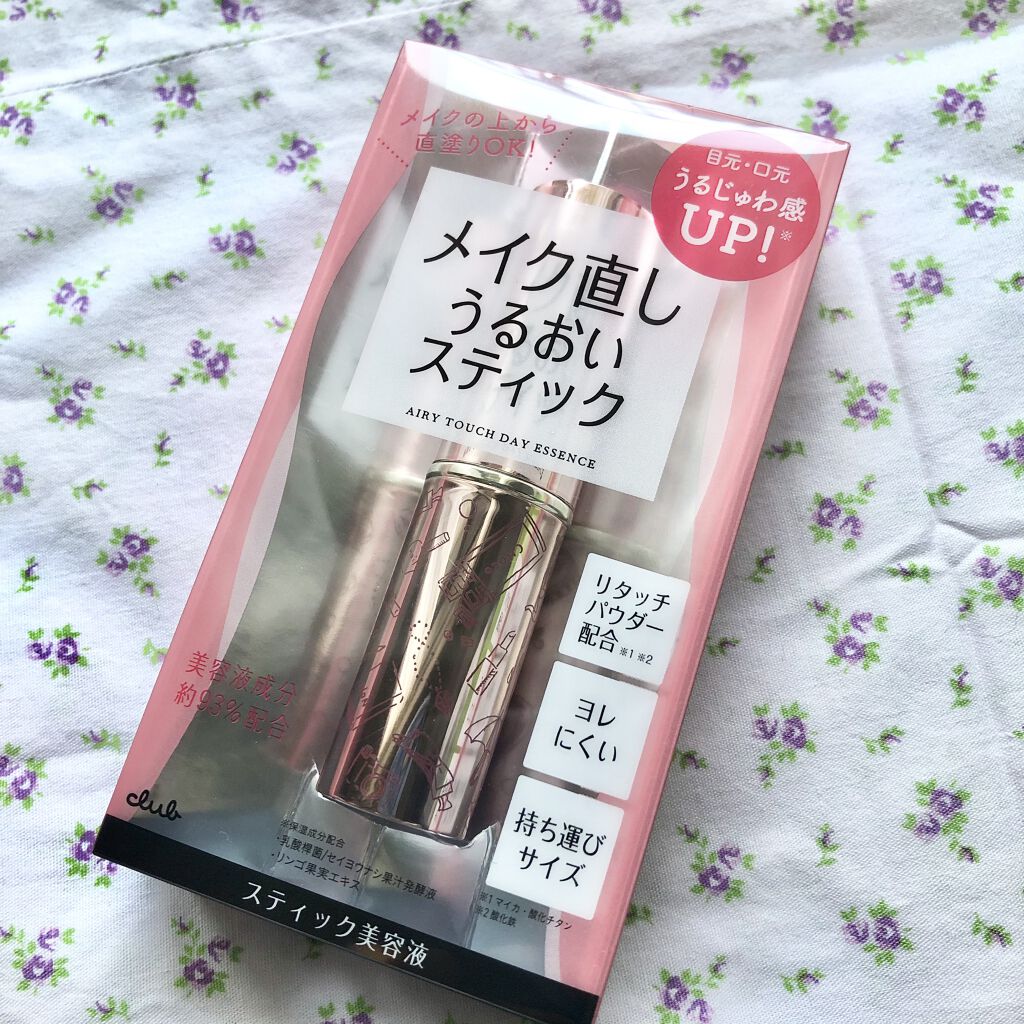 メイクの上から
直塗りOK!
目元・口元
うるじゅわ感
UP!※
メイク直し
うるおい
スティック
AIRY TOUCH DAY ESSENCE
リタッチ
パウダー
配合※1※2
ヨレ
にくい
持ち運び
サイズ
美容液成分
約93%配合
club
※保湿成分配合
・乳酸桿菌/セイヨウナシ果汁発酵液
・リンゴ果実エキス
※1マイカ・酸化チタン
※2酸化鉄
スティック美容液